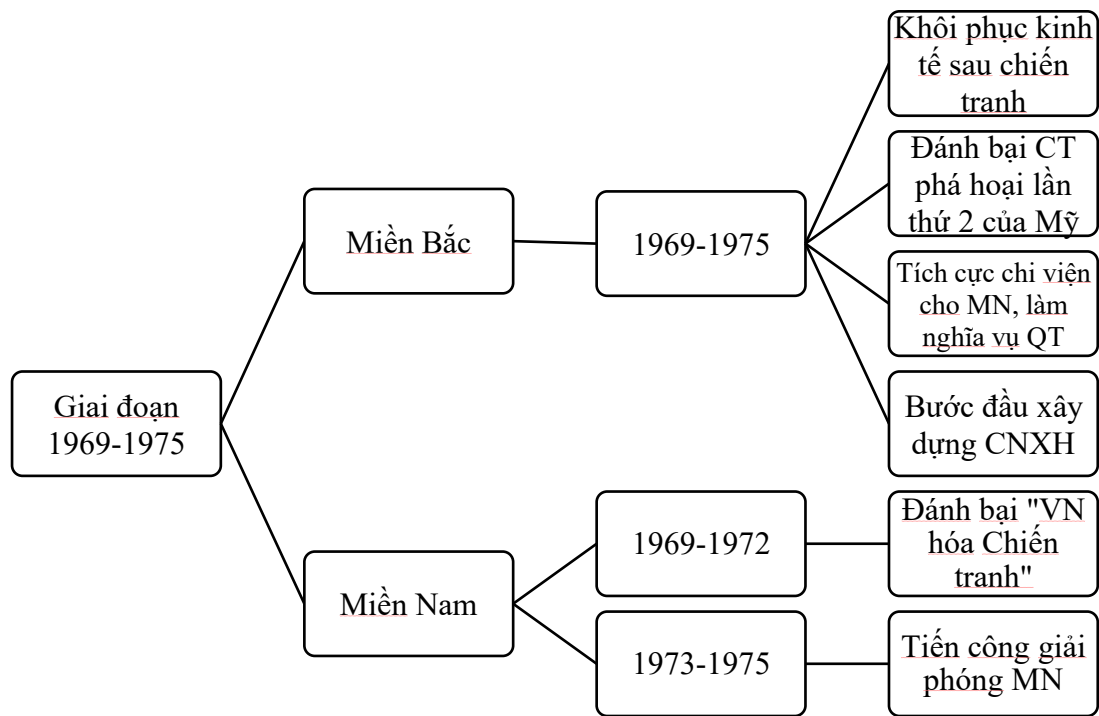 Giai đoạn
1969-1975
Miền Bắc
1969-1975
Khôi phục kinh
tế sau chiến
tranh
Đánh bại CT
phá hoại lần
thứ 2 của Mỹ
Tích cực chi viện
cho MN, làm
nghĩa vụ QT
Bước đầu xây
dựng CNXH
Miền Nam
1969-1972
Đánh bại "VN
hóa Chiến
tranh"
1973-1975
Tiến công giải
phóng MN